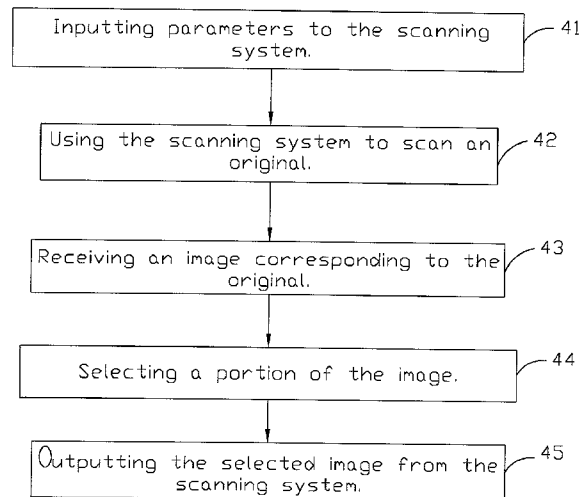 Inputting parameters to the scanning
system.
41
Using the scanning system to scan an
original.
42
Receiving an image corresponding to the
original.
43
Selecting a portion of the image.
44
Outputting the selected image from the
scanning system.
45